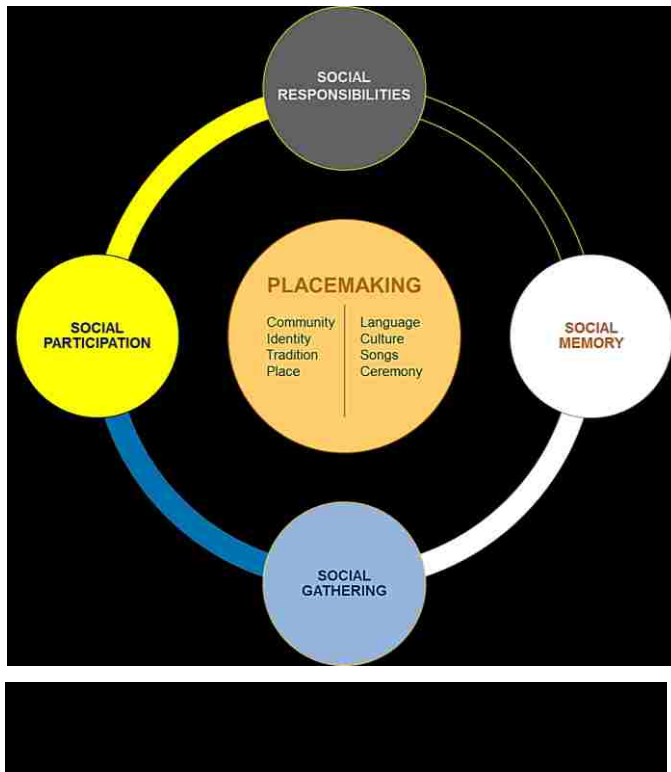 SOCIAL
RESPONSIBILITIES
PLACEMAKING
Community
Identity
Tradition
Place
Language
Culture
Songs
Ceremony
SOCIAL
PARTICIPATION
SOCIAL
MEMORY
SOCIAL
GATHERING